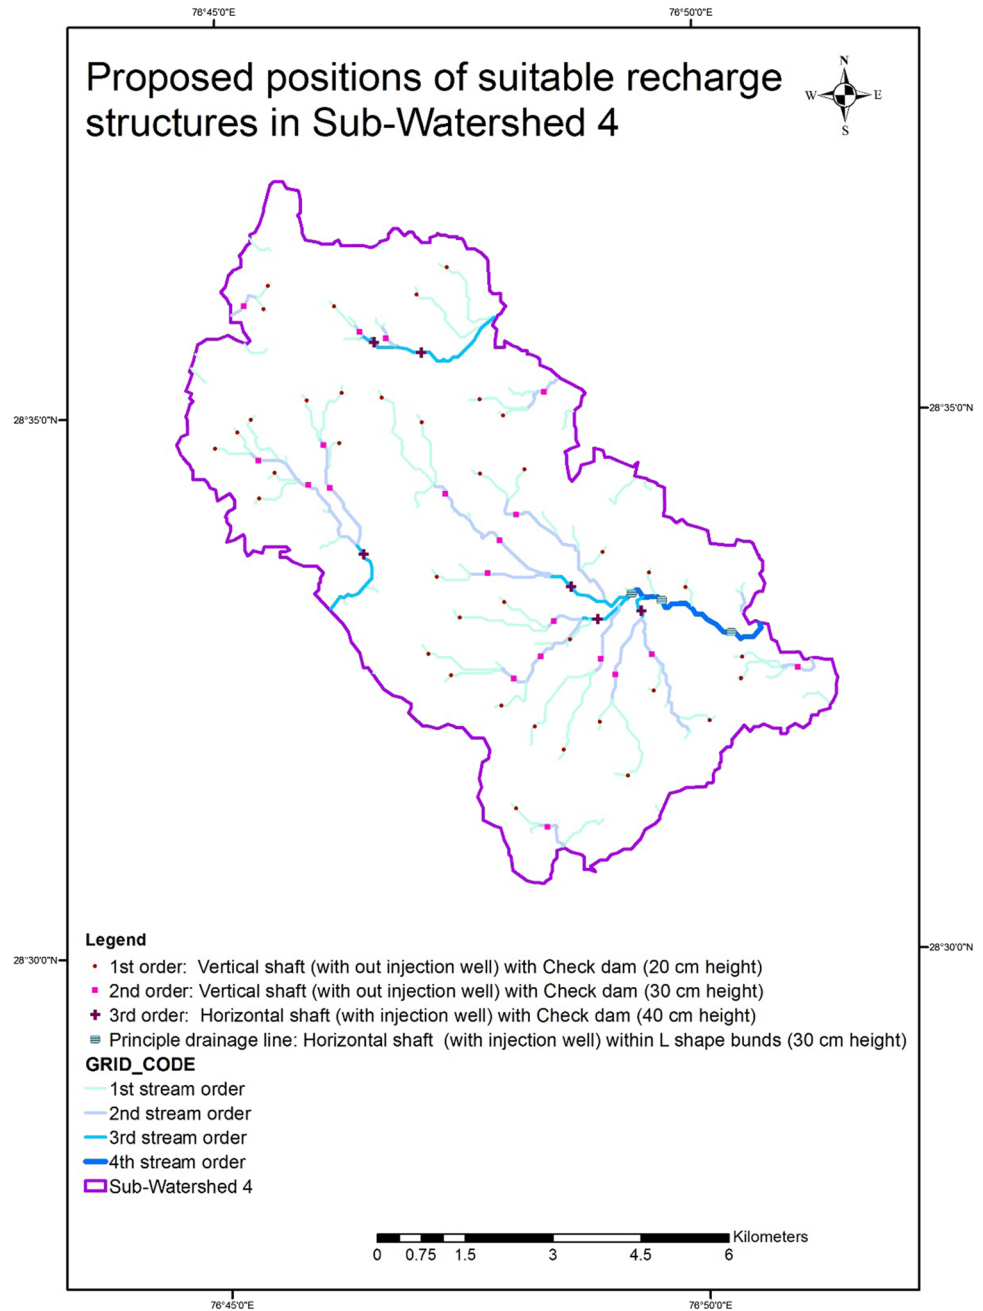 76°45'0"E 76°50'0"E
Proposed positions of suitable recharge
structures in Sub-Watershed 4
N
W E
S
28°35'0"N 28°35'0"N
28°30'0"N 28°30'0"N
Legend
1st order: Vertical shaft (with out injection well) with Check dam (20 cm height)
2nd order: Vertical shaft (with out injection well) with Check dam (30 cm height)
3rd order: Horizontal shaft (with injection well) with Check dam (40 cm height)
Principle drainage line: Horizontal shaft (with injection well) within L shape bunds (30 cm height)
GRID_CODE
1st stream order
2nd stream order
3rd stream order
4th stream order
Sub-Watershed 4
Kilometers
0 0.75 1.5 3 4.5 6
76°45'0"E 76°50'0"E